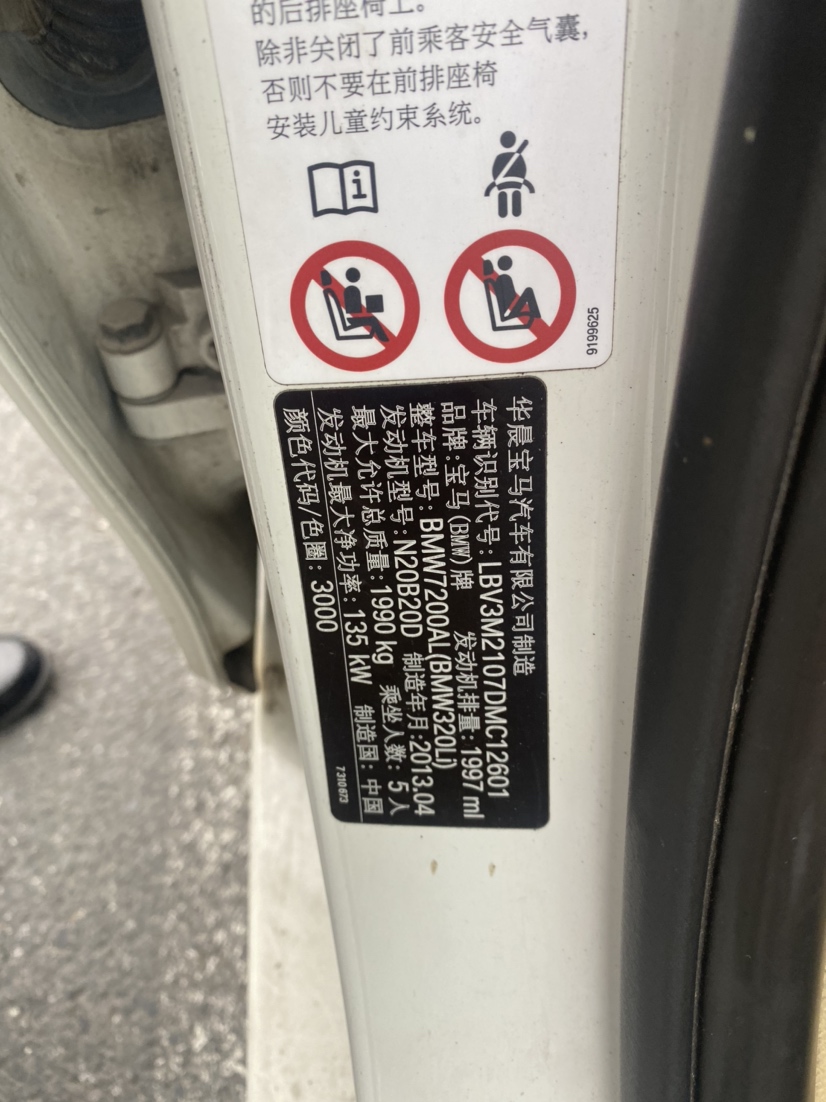 的后排座椅上。
除非关闭了前乘客安全气囊，
否则不要在前排座椅
安装儿童约束系统。
9199625
华晨宝马汽车有限公司制造
车辆识别代号：LBV3M2107DMC12601
品牌：宝马(BMW)牌 发动机排量：1997 ml
整车型号：BMW7200AL(BMW320Li)
发动机型号：N20B20D 制造年月：2013.04
最大允许总质量：1990 kg 乘坐人数：5人
发动机最大净功率：135 kW 制造国：中国
颜色代码/色圈：3000
7310673